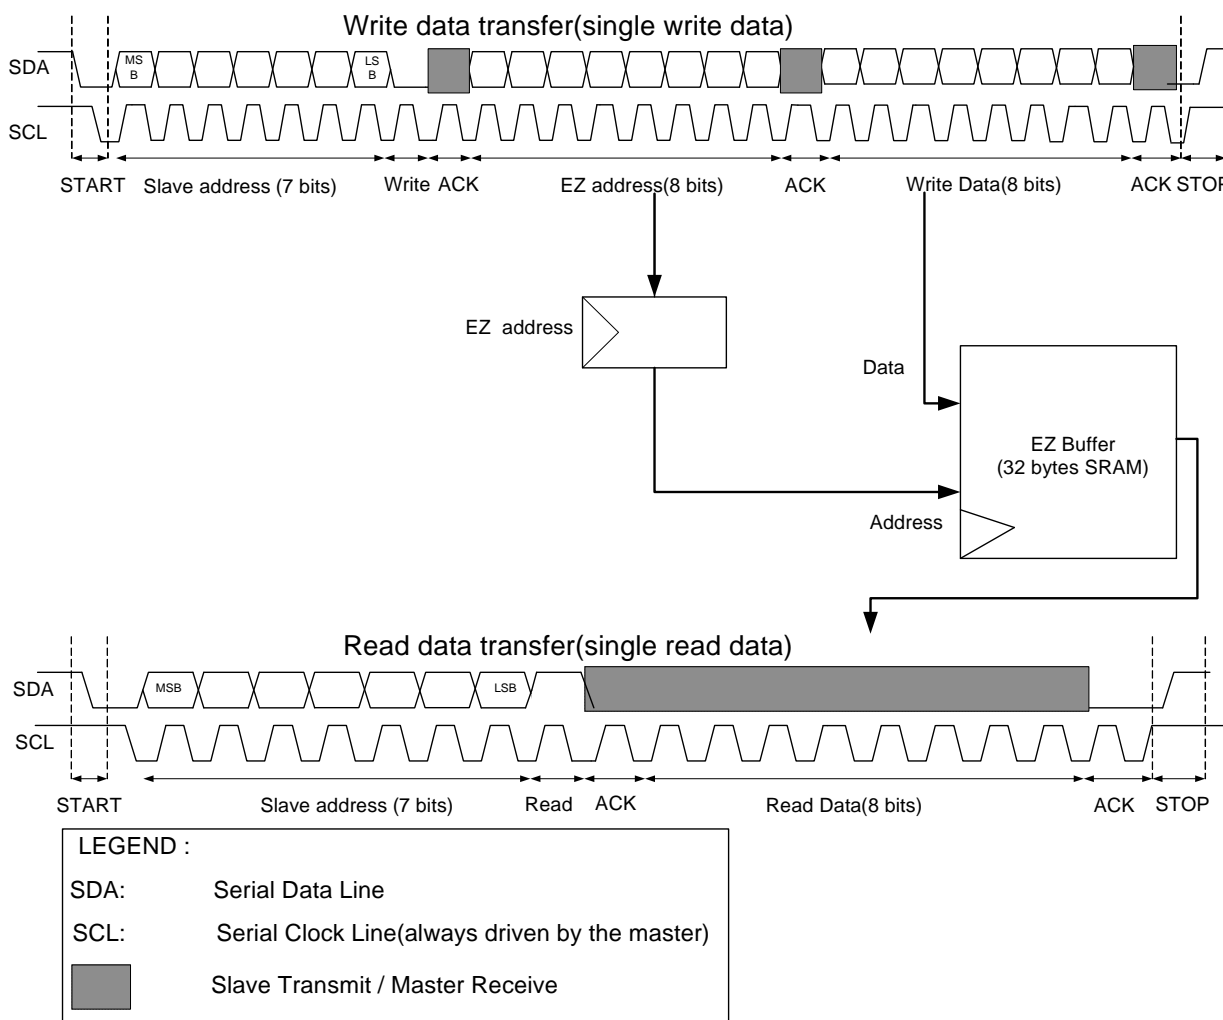 Write data transfer(single write data)
SDA
MS
B
LS
B
SCL
START Slave address (7 bits) Write ACK EZ address(8 bits) ACK Write Data(8 bits) ACK STOP
EZ address
Data
EZ Buffer
(32 bytes SRAM)
Address
Read data transfer(single read data)
SDA MSB LSB
SCL
START Slave address (7 bits) Read ACK Read Data(8 bits) ACK STOP
LEGEND :
SDA: Serial Data Line
SCL: Serial Clock Line(always driven by the master)
Slave Transmit / Master Receive